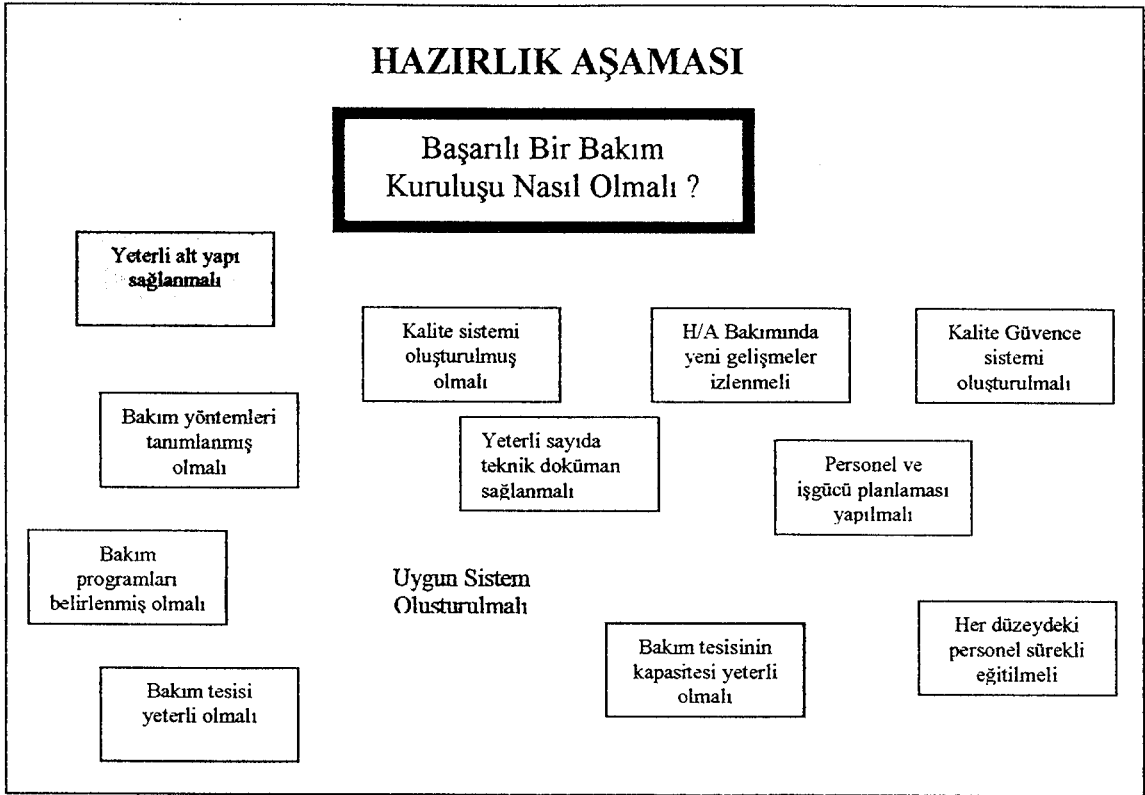 HAZIRLIK AŞAMASI
Başarılı Bir Bakım
Kuruluşu Nasıl Olmalı ?
Yeterli alt yapı
sağlanmalı
Kalite sistemi
oluşturulmuş
olmalı
H/A Bakımında
yeni gelişmeler
izlenmeli
Kalite Güvence
sistemi
oluşturulmalı
Bakım yöntemleri
tanımlanmış
olmalı
Yeterli sayıda
teknik doküman
sağlanmalı
Personel ve
işgücü planlaması
yapılmalı
Bakım
programları
belirlenmiş olmalı
Uygun Sistem
Olusturulmalı
Bakım tesisinin
kapasitesi yeterli
olmalı
Her düzeydeki
personel sürekli
eğitilmeli
Bakım tesisi
yeterli olmalı